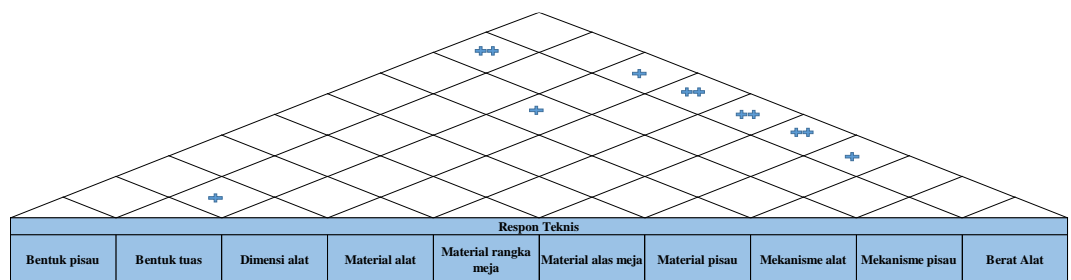 ++
+
++
+
++
++
+
+
Respon Teknis
Bentuk pisau
Bentuk tuas
Dimensi alat
Material alat
Material rangka
meja
Material alas meja
Material pisau
Mekanisme alat
Mekanisme pisau
Berat Alat